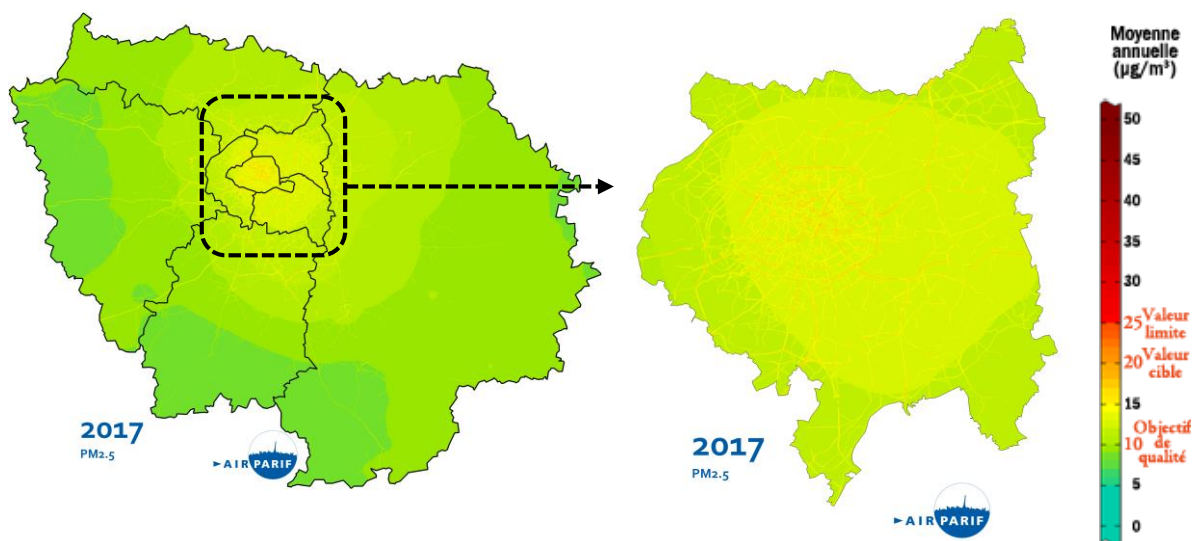 2017
PM2.5
►AIRPARIF
2017
PM2.5
►AIRPARIF
Moyenne
annuelle
(µg/m³)
50
45
40
35
30
25 Valeur
limite
20 Valeur
cible
15
Objectif
10 de
qualité
5
0